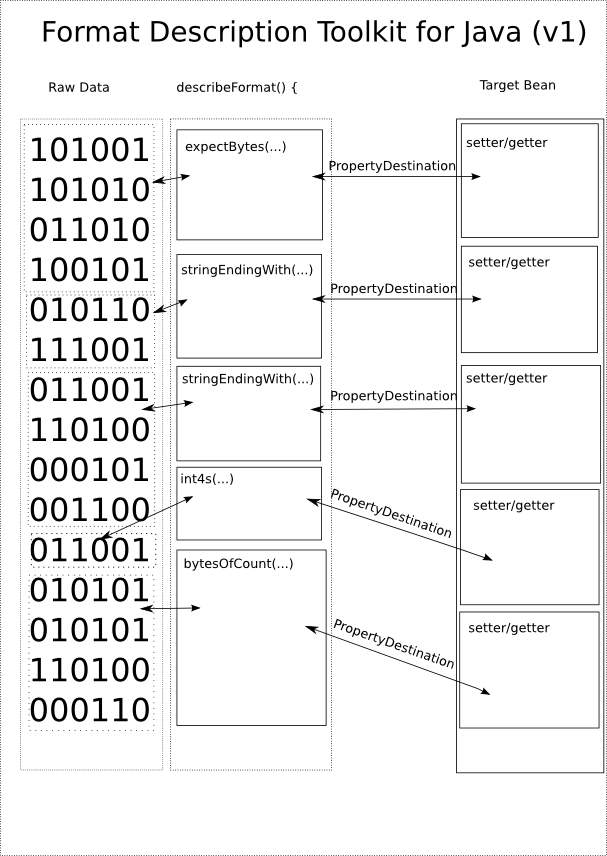 Format Description Toolkit for Java (v1)
Raw Data
describeFormat() {
Target Bean
101001
101010
011010
100101
010110
111001
011001
110100
000101
001100
011001
010101
010101
110100
000110
expectBytes(...)
stringEndingWith(...)
stringEndingWith(...)
int4s(...)
bytesOfCount(...)
PropertyDestination
PropertyDestination
PropertyDestination
PropertyDestination
PropertyDestination
setter/getter
setter/getter
setter/getter
setter/getter
setter/getter